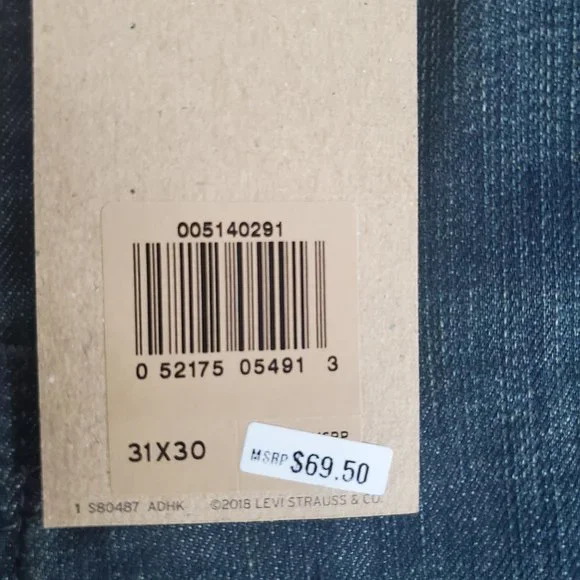 005140291
0 52175 05491 3
31X30
MSRP $69.50
1 S80487 ADHK ©2018 LEVI STRAUSS & CO.